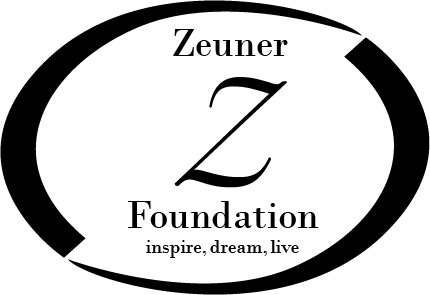 Zeuner
Z
Foundation
inspire, dream, live